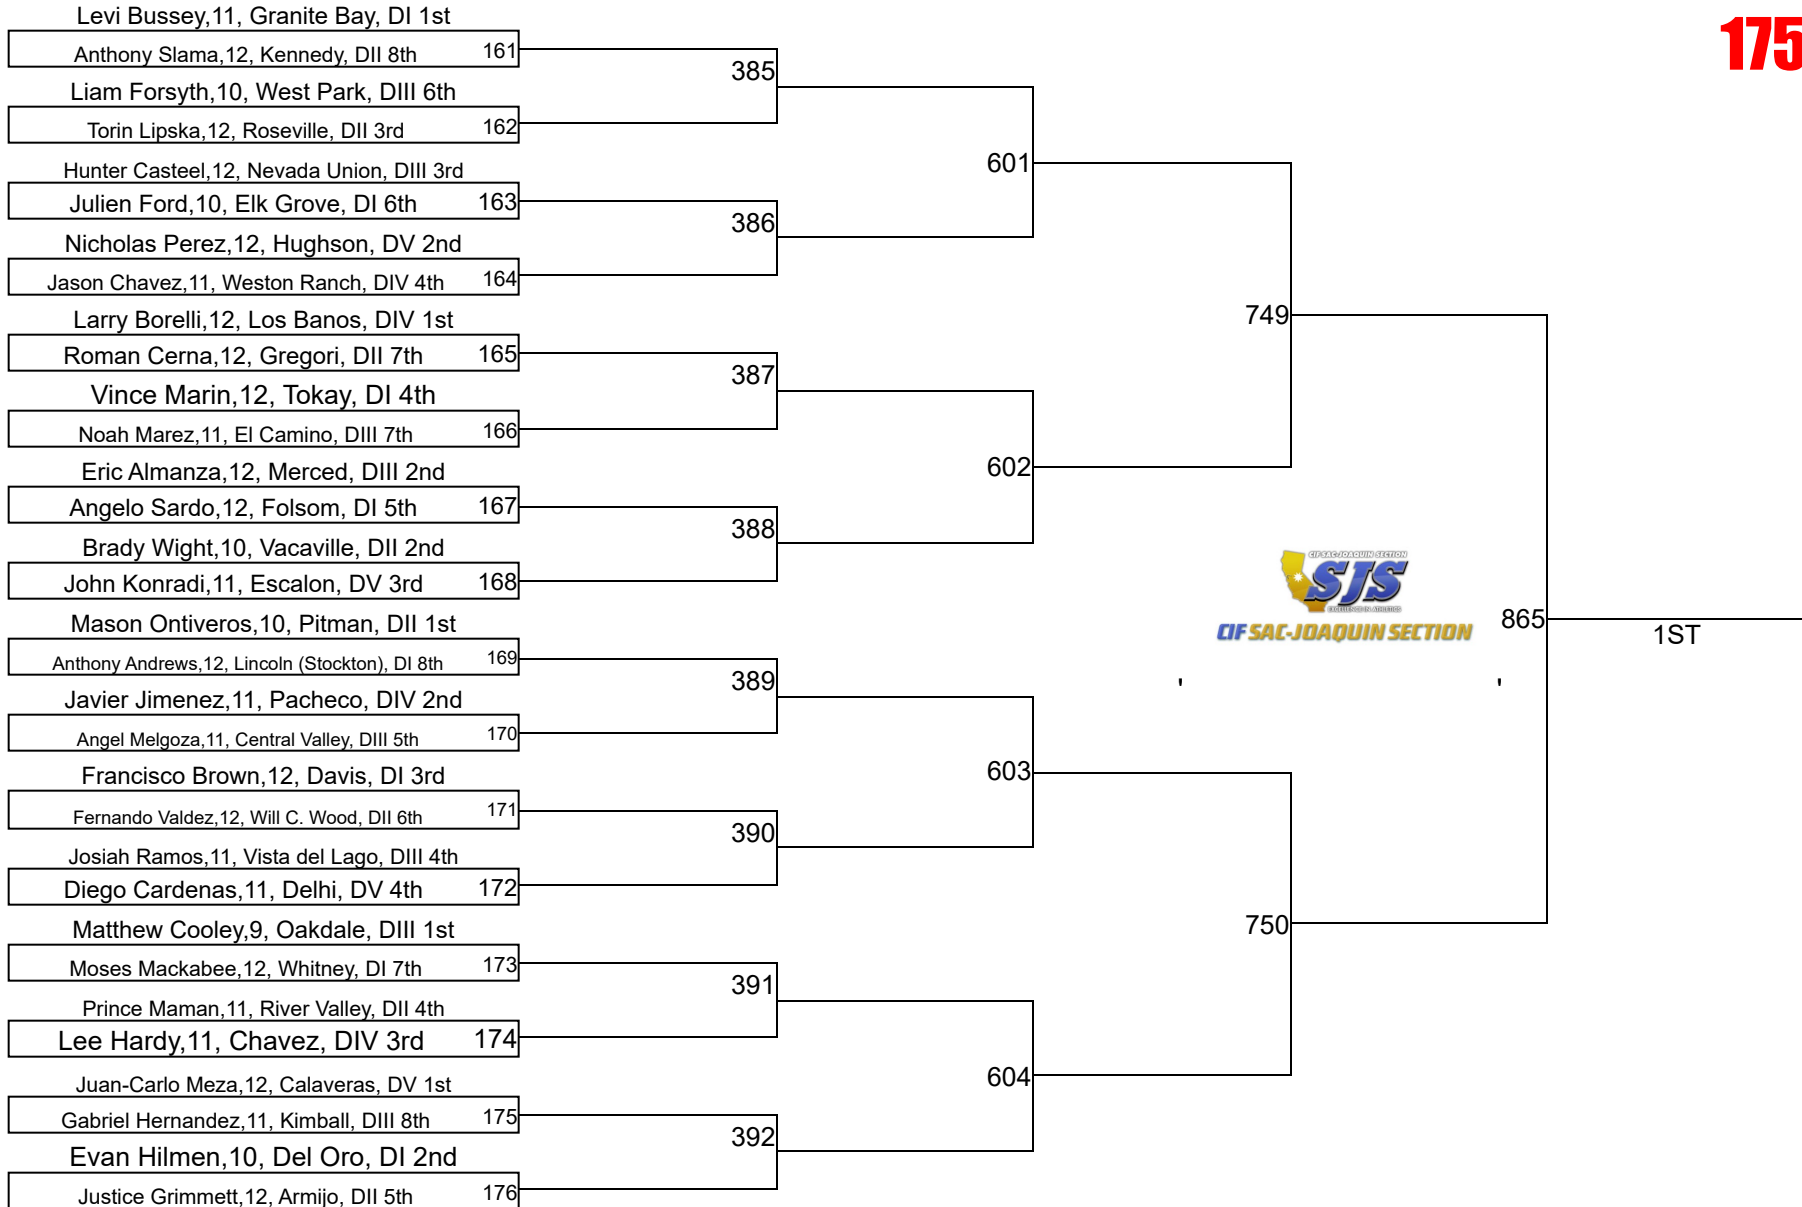 175
Levi Bussey,11, Granite Bay, DI 1st
Anthony Slama,12, Kennedy, DII 8th 161
385
Liam Forsyth,10, West Park, DIII 6th
Torin Lipska,12, Roseville, DII 3rd 162
601
Hunter Casteel,12, Nevada Union, DIII 3rd
Julien Ford,10, Elk Grove, DI 6th 163
386
Nicholas Perez,12, Hughson, DV 2nd
Jason Chavez,11, Weston Ranch, DIV 4th 164
749
Larry Borelli,12, Los Banos, DIV 1st
Roman Cerna,12, Gregori, DII 7th 165
387
Vince Marin,12, Tokay, DI 4th
Noah Marez,11, El Camino, DIII 7th 166
602
Eric Almanza,12, Merced, DIII 2nd
Angelo Sardo,12, Folsom, DI 5th 167
388
Brady Wight,10, Vacaville, DII 2nd
John Konradi,11, Escalon, DV 3rd 168
CIF SAC-JOAQUIN SECTION
SJS
EXCELLENCE IN ATHLETICS
CIF SAC-JOAQUIN SECTION
865
1ST
' '
Mason Ontiveros,10, Pitman, DII 1st
Anthony Andrews,12, Lincoln (Stockton), DI 8th 169
389
Javier Jimenez,11, Pacheco, DIV 2nd
Angel Melgoza,11, Central Valley, DIII 5th 170
603
Francisco Brown,12, Davis, DI 3rd
Fernando Valdez,12, Will C. Wood, DII 6th 171
390
Josiah Ramos,11, Vista del Lago, DIII 4th
Diego Cardenas,11, Delhi, DV 4th 172
750
Matthew Cooley,9, Oakdale, DIII 1st
Moses Mackabee,12, Whitney, DI 7th 173
391
Prince Maman,11, River Valley, DII 4th
Lee Hardy,11, Chavez, DIV 3rd 174
604
Juan-Carlo Meza,12, Calaveras, DV 1st
Gabriel Hernandez,11, Kimball, DIII 8th 175
392
Evan Hilmen,10, Del Oro, DI 2nd
Justice Grimmett,12, Armijo, DII 5th 176